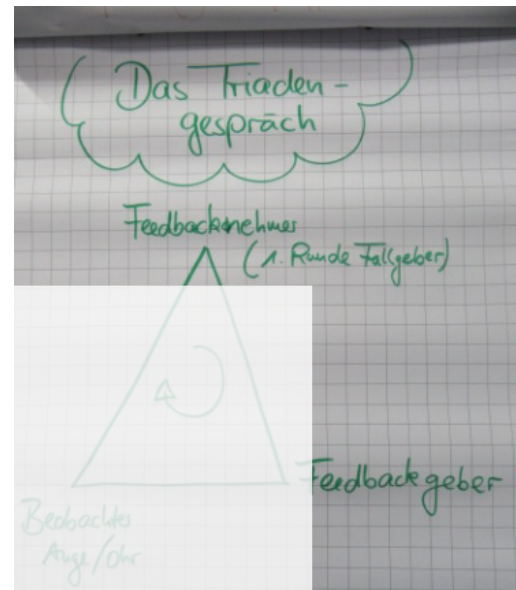 Das Triaden-
gespräch
Feedbacknehmer
(1. Runde Fallgeber)
Feedbackgeber
Beobachter
Auge/Ohr